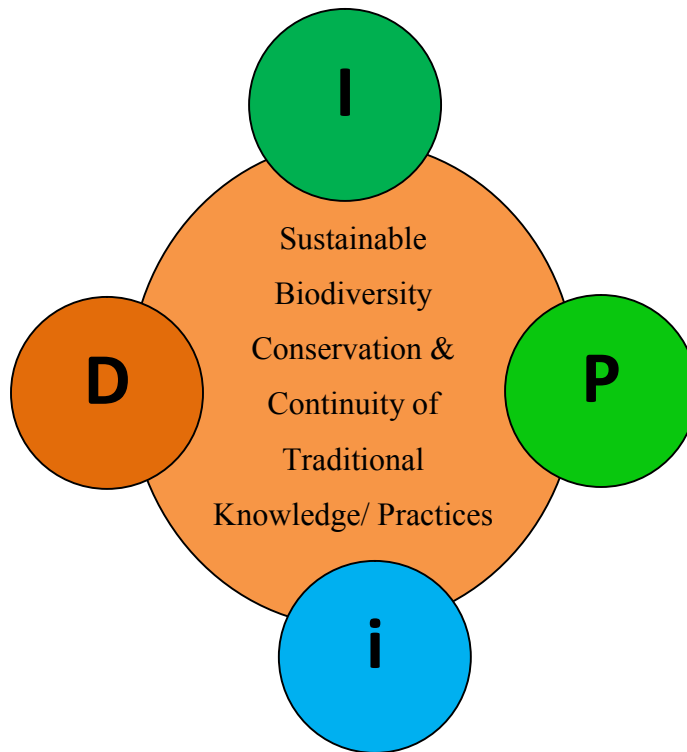 I
Sustainable
Biodiversity
Conservation &
Continuity of
Traditional
Knowledge/ Practices
D
P
i